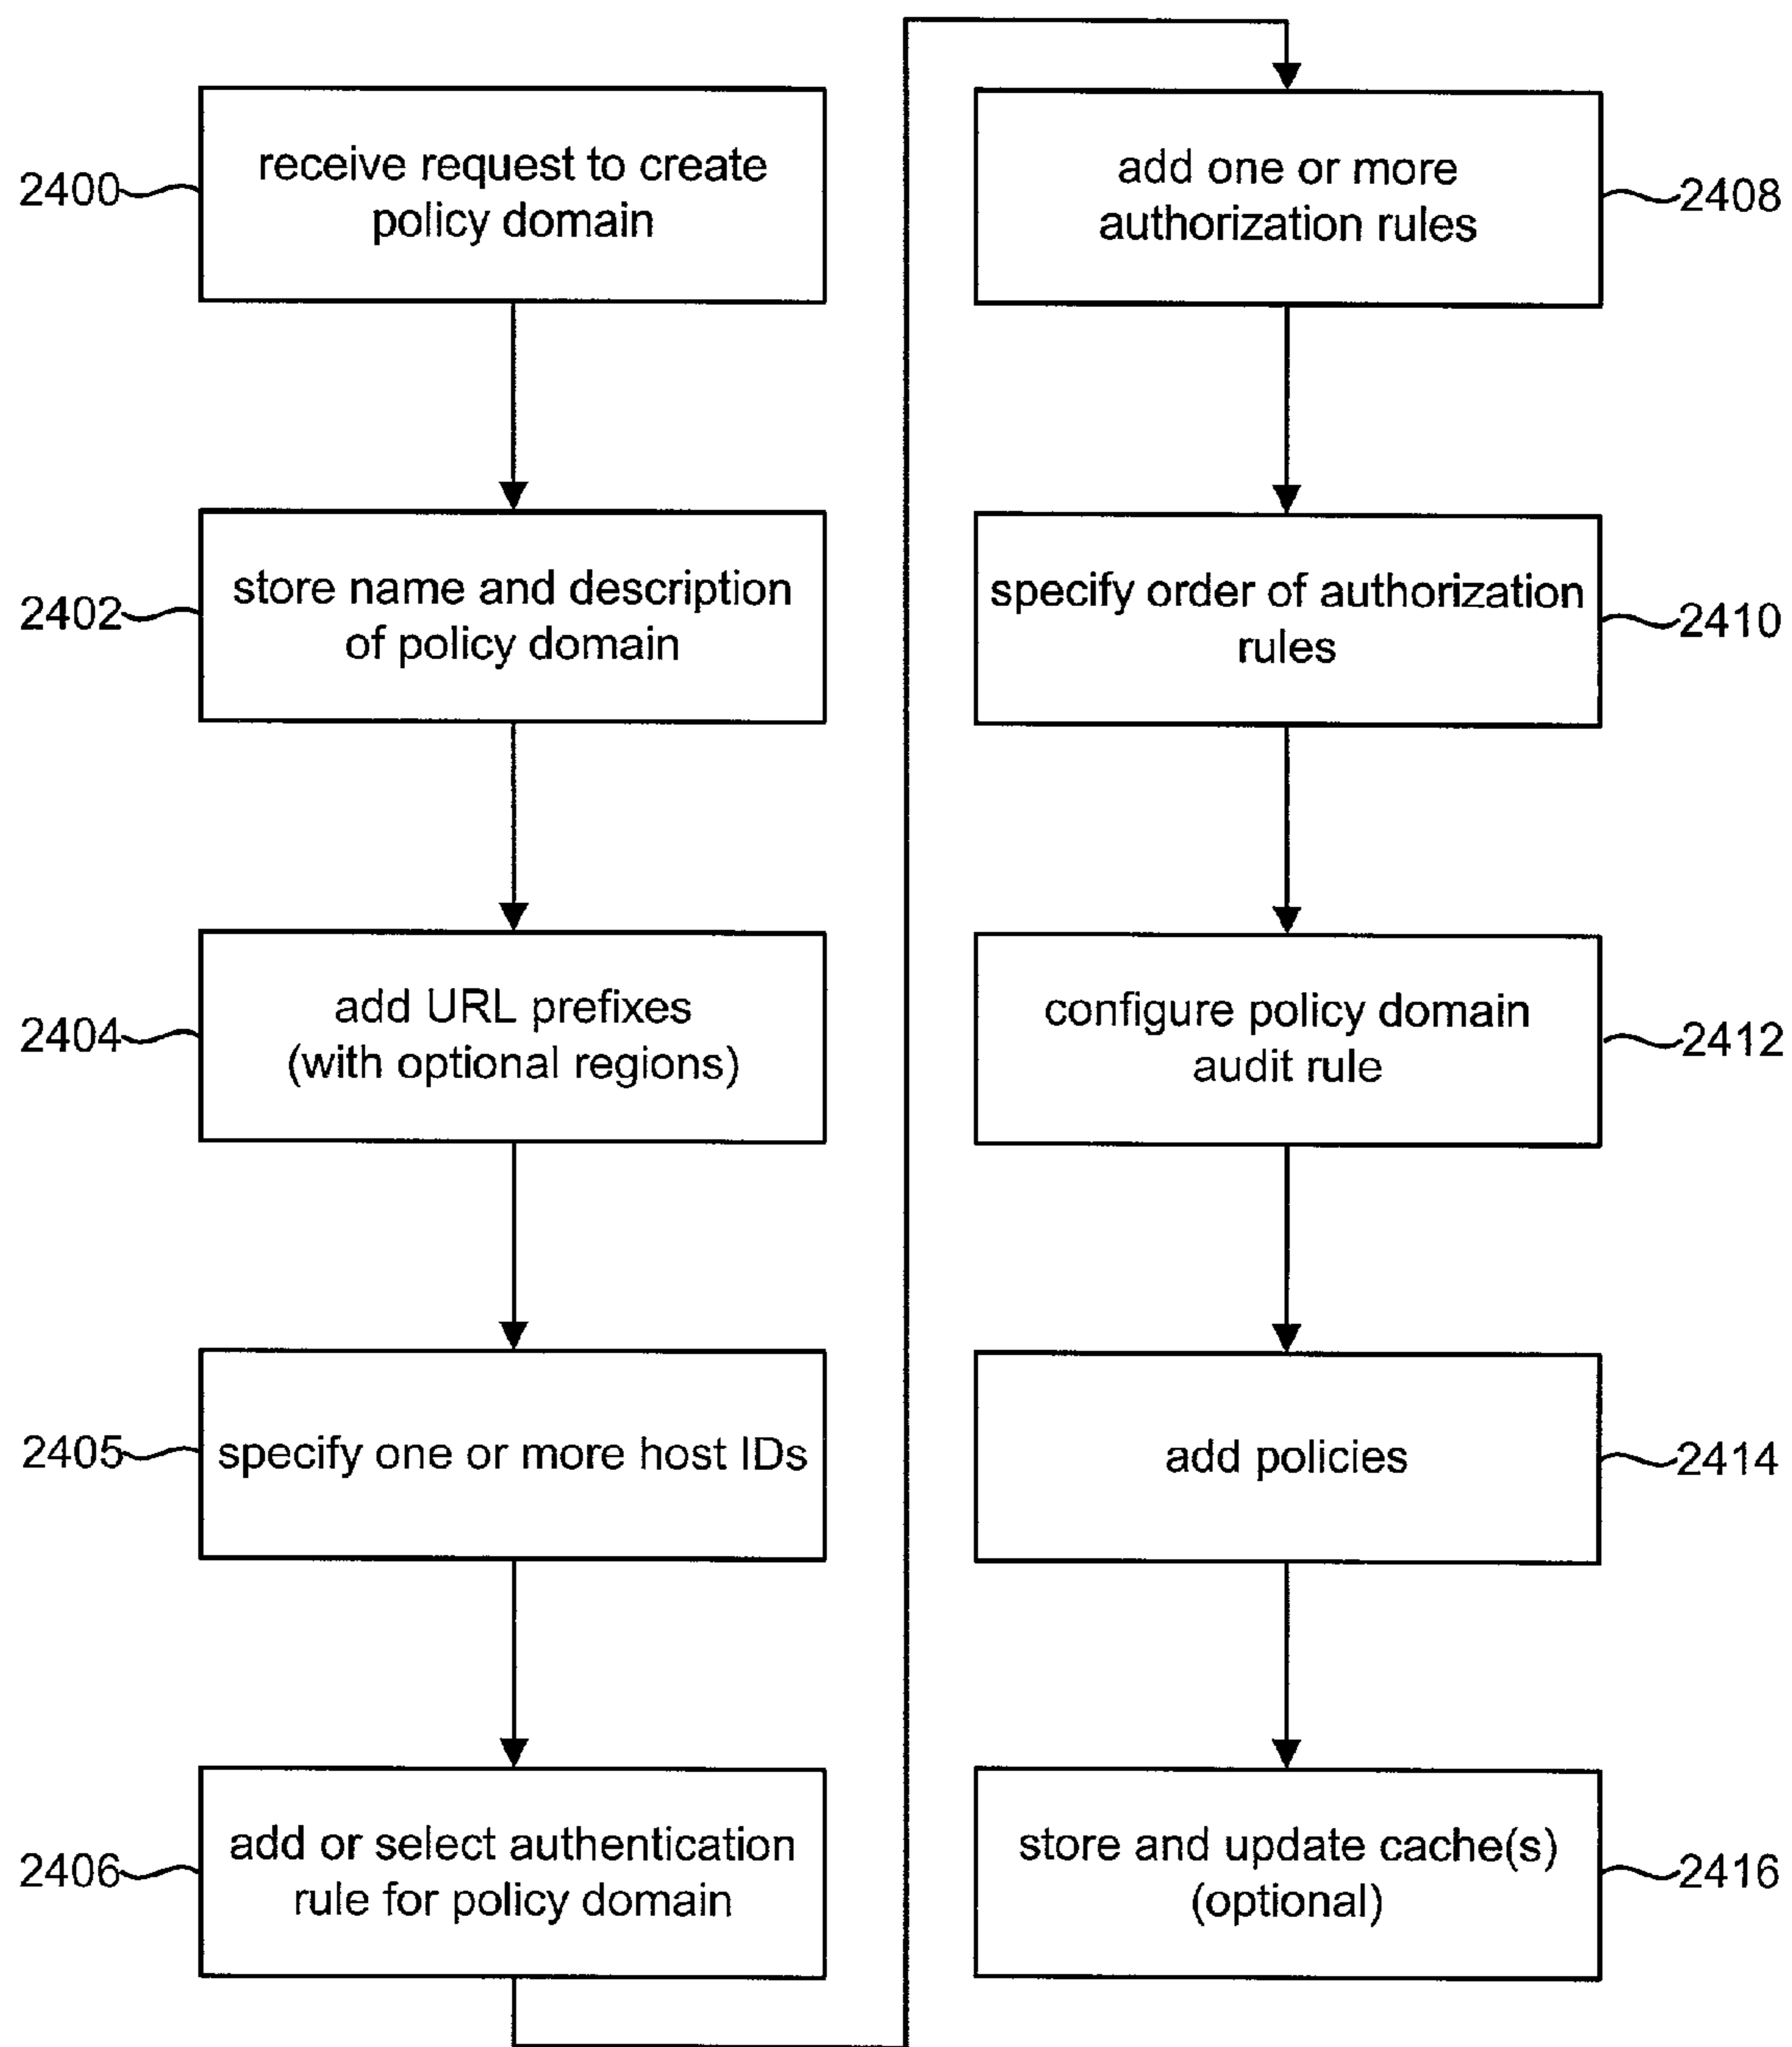 2400
receive request to create
policy domain
2402
store name and description
of policy domain
2404
add URL prefixes
(with optional regions)
2405
specify one or more host IDs
2406
add or select authentication
rule for policy domain
add one or more
authorization rules
2408
specify order of authorization
rules
2410
configure policy domain
audit rule
2412
add policies
2414
store and update cache(s)
(optional)
2416